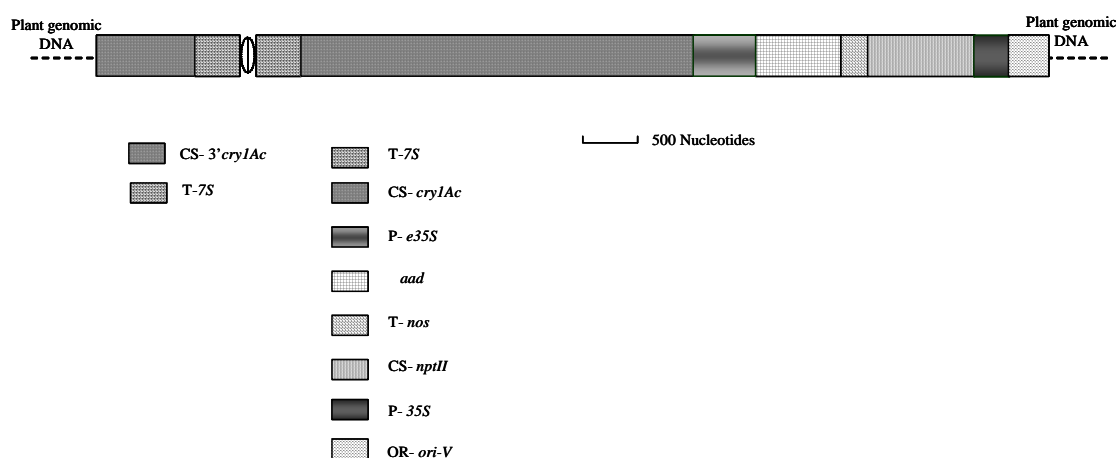 Plant genomic
DNA
Plant genomic
DNA
500 Nucleotides
CS- 3'cry1Ac
T-7S
T-7S
CS- cry1Ac
P- e35S
aad
T- nos
CS- nptII
P- 35S
OR- ori-V